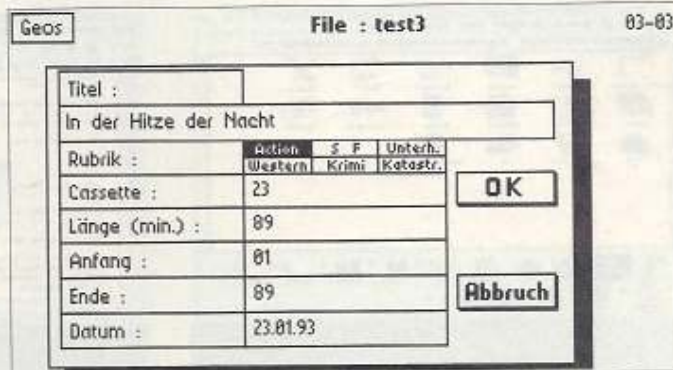 Geos File : test3 03-03
Titel :
In der Hitze der Nacht
Rubrik : Action S F Unterh.
Western Krimi Katastr.
Cassette : 23
OK
Länge (min.) : 89
Anfang : 01
Ende : 89
Abbruch
Datum : 23.01.93